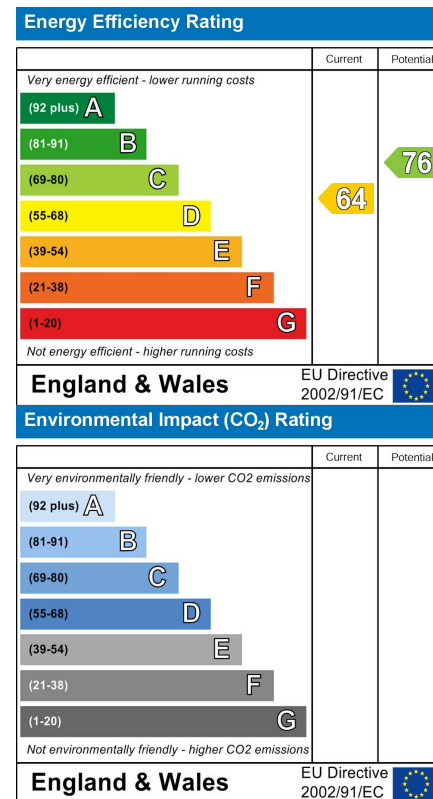 Energy Efficiency Rating
Current Potential
Very energy efficient - lower running costs
(92 plus) A
(81-91) B
(69-80) C
(55-68) D
(39-54) E
(21-38) F
(1-20) G
64
76
Not energy efficient - higher running costs
England & Wales
EU Directive
2002/91/EC
Environmental Impact (CO₂) Rating
Current Potential
Very environmentally friendly - lower CO2 emissions
(92 plus) A
(81-91) B
(69-80) C
(55-68) D
(39-54) E
(21-38) F
(1-20) G
Not environmentally friendly - higher CO2 emissions
England & Wales
EU Directive
2002/91/EC